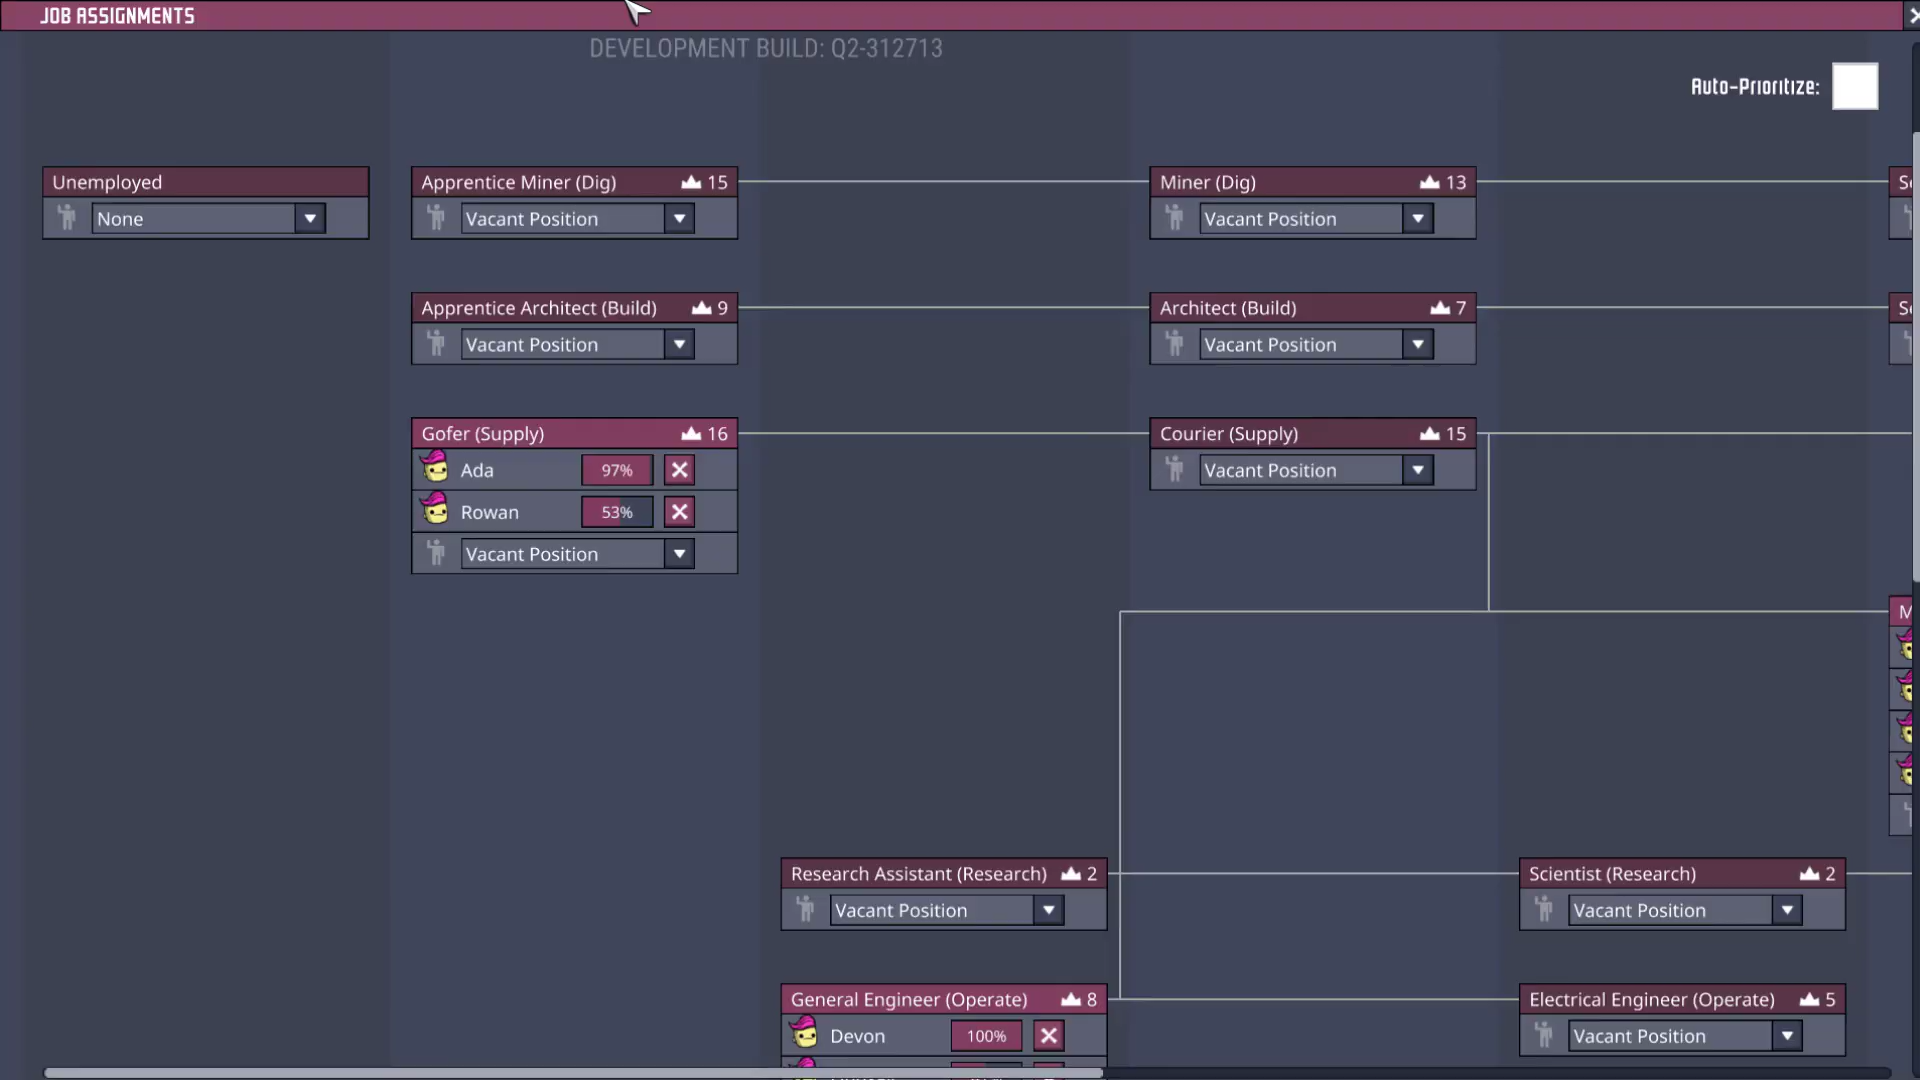 JOB ASSIGNMENTS
DEVELOPMENT BUILD: Q2-312713
Auto-Prioritize:
Unemployed
None
Apprentice Miner (Dig) 15
Vacant Position
Miner (Dig) 13
Vacant Position
Apprentice Architect (Build) 9
Vacant Position
Architect (Build) 7
Vacant Position
Gofer (Supply) 16
Ada 97%
Rowan 53%
Vacant Position
Courier (Supply) 15
Vacant Position
Research Assistant (Research) 2
Vacant Position
Scientist (Research) 2
Vacant Position
General Engineer (Operate) 8
Devon 100%
Electrical Engineer (Operate) 5
Vacant Position